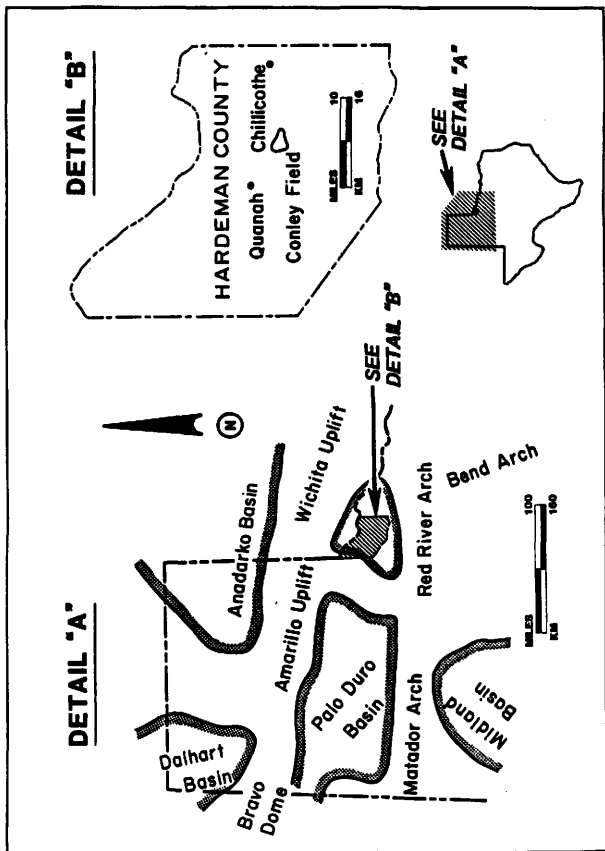 DETAIL "A"
Dalhart
Basin
Bravo
Dome
Anadarko Basin
Amarillo Uplift
Wichita Uplift
Palo Duro
Basin
Matador Arch
Midland
Basin
Red River Arch
Bend Arch
N
SEE
DETAIL "B"
MILES
100
KM
160
DETAIL "B"
HARDEMAN COUNTY
Quanah
Chillicothe
Conley Field
MILES
10
KM
16
SEE
DETAIL "A"